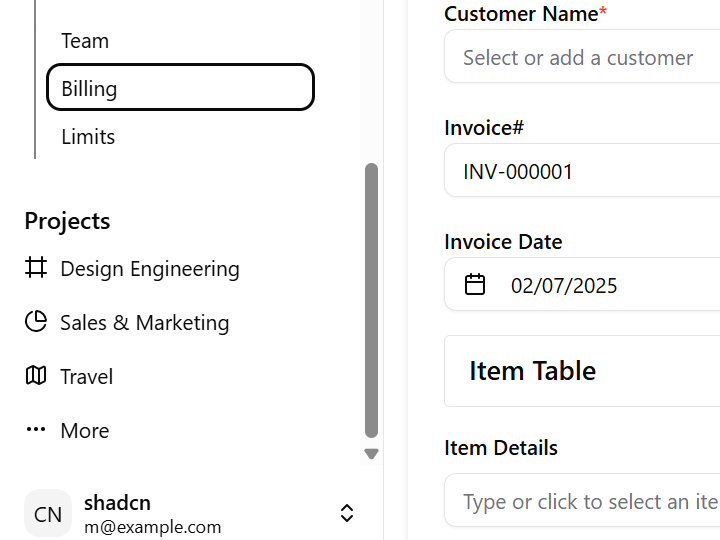 Team
Billing
Limits
Projects
Design Engineering
Sales & Marketing
Travel
More
CN
shadcn
m@example.com
Customer Name*
Select or add a customer
Invoice#
INV-000001
Invoice Date
02/07/2025
Item Table
Item Details
Type or click to select an ite